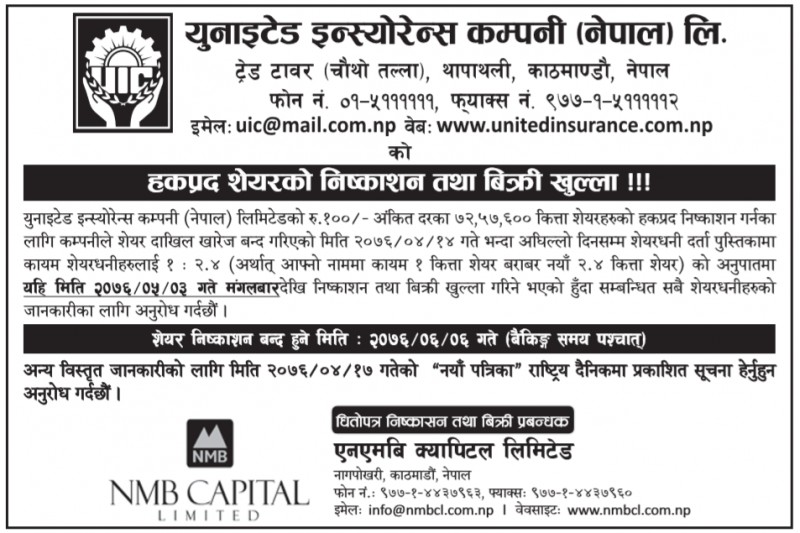 UIC
युनाइटेड इन्स्योरेन्स कम्पनी (नेपाल) लि.
ट्रेड टावर (चौथो तल्ला), थापाथली, काठमाण्डौ, नेपाल
फोन नं. ०१-५१११११११, फ्याक्स नं. ९७७-१-५११११११२
इमेल: uic@mail.com.np वेब: www.unitedinsurance.com.np
को
हकप्रद शेयरको निष्काशन तथा बिक्री खुल्ला !!!
युनाइटेड इन्स्योरेन्स कम्पनी (नेपाल) लिमिटेडको रु.१००/- अंकित दरका ७२,५७,६०० कित्ता शेयरहरुको हकप्रद निष्काशन गर्नका
लागि कम्पनीले शेयर दाखिल खारेज बन्द गरिएको मिति २०७६/०४/१४ गते भन्दा अघिल्लो दिनसम्म शेयरधनी दर्ता पुस्तिकामा
कायम शेयरधनीहरुलाई १ : २.४ (अर्थात् आफ्नो नाममा कायम १ कित्ता शेयर बराबर नयाँ २.४ कित्ता शेयर) को अनुपातमा
यहि मिति २०७६/०५/०३ गते मंगलबारदेखि निष्काशन तथा बिक्री खुल्ला गरिने भएको हुँदा सम्बन्धित सबै शेयरधनीहरुको
जानकारीका लागि अनुरोध गर्दछौं ।
शेयर निष्काशन बन्द हुने मिति : २०७६/०६/०६ गते (बैंकिङ्ग समय पश्चात्)
अन्य विस्तृत जानकारीको लागि मिति २०७६/०४/१७ गतेको “नयाँ पत्रिका” राष्ट्रिय दैनिकमा प्रकाशित सूचना हेर्नुहुन
अनुरोध गर्दछौं ।
धितोपत्र निष्कासन तथा बिक्री प्रबन्धक
एनएमबि क्यापिटल लिमिटेड
नागपोखरी, काठमाडौं, नेपाल
फोन नं.: ९७७-१-४४३७९६३, फ्याक्सः ९७७-१-४४३७९६०
इमेलः info@nmbcl.com.np । वेवसाइटः www.nmbcl.com.np
NMB
NMB CAPITAL
LIMITED